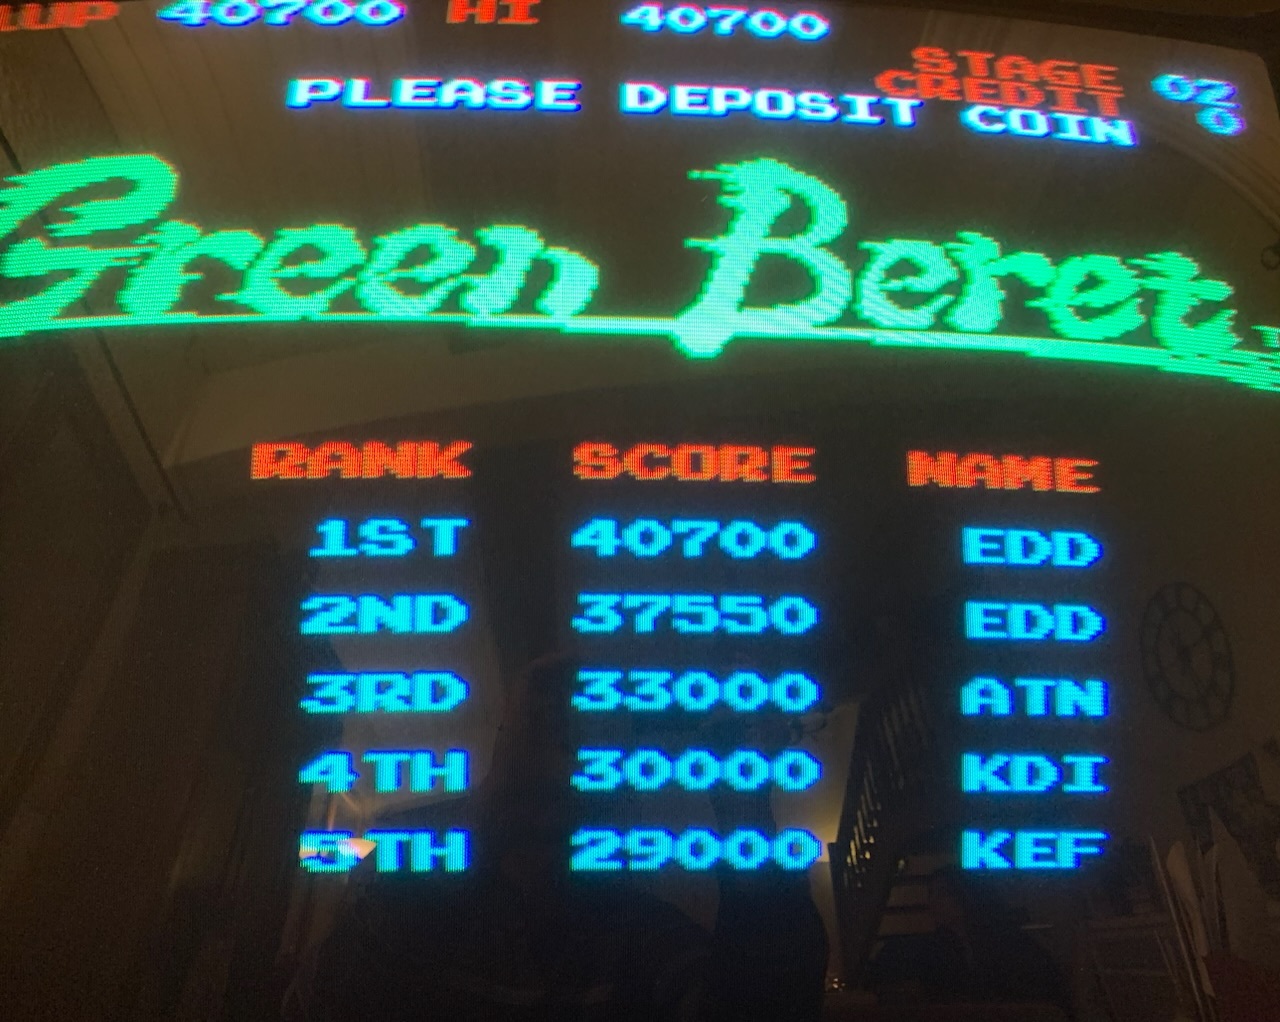 1UP 40700 HI 40700
STAGE 02
CREDIT 0
PLEASE DEPOSIT COIN
Green Beret
RANK SCORE NAME
1ST 40700 EDD
2ND 37550 EDD
3RD 33000 ATN
4TH 30000 KDI
5TH 29000 KEF